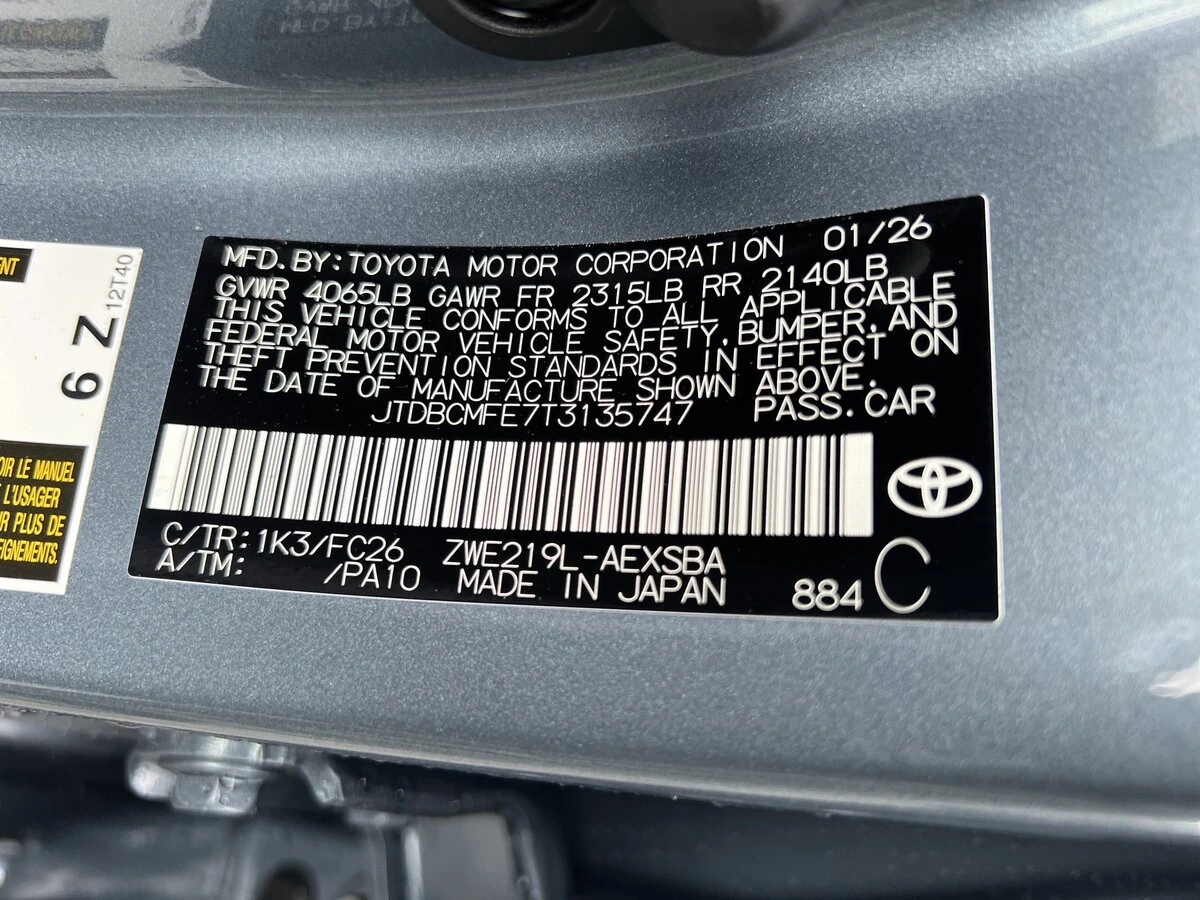 MFD.BY:TOYOTA MOTOR CORPORATION 01/26
GVWR 4065LB GAWR FR 2315LB RR 2140LB
THIS VEHICLE CONFORMS TO ALL APPLICABLE
FEDERAL MOTOR VEHICLE SAFETY,BUMPER,AND
THEFT PREVENTION STANDARDS IN EFFECT ON
THE DATE OF MANUFACTURE SHOWN ABOVE.
JTDBCMFE7T3135747 PASS.CAR
C/TR:1K3/FC26 ZWE219L-AEXSBA
A/TM: /PA10 MADE IN JAPAN 884 C
6 Z 12T40
LE MANUEL
L'USAGER
PLUS DE